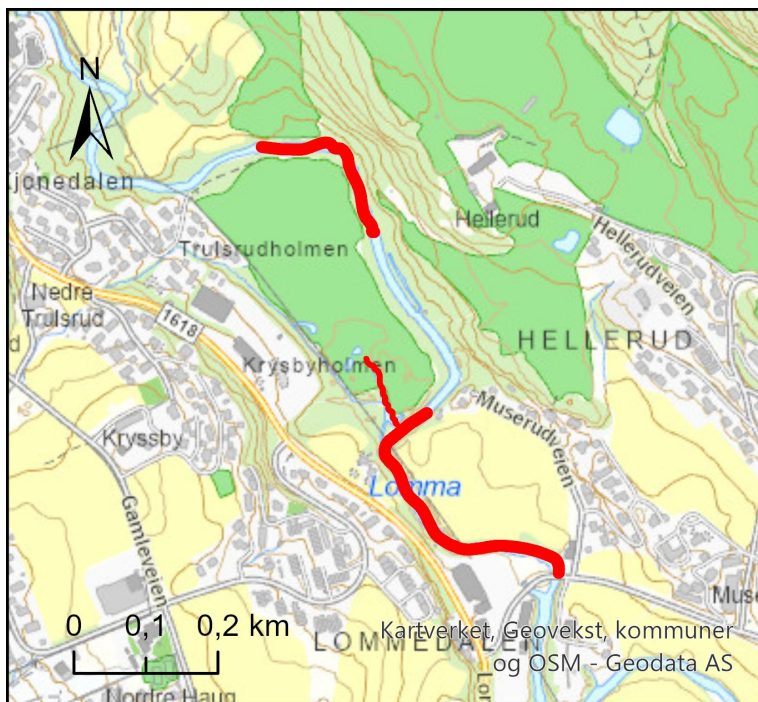 N
Kjonedalen
Hellerud
Hellerudveien
Trulsrudholmen
Nedre
Trulsrud
1618
HELLERUD
Krysbyholmen
Muserudveien
Kryssby
Lomma
Gamleveien
0 0,1 0,2 km
LOMMEDALEN
Kartverket, Geovekst, kommuner
og OSM - Geodata AS
Nordre Haug